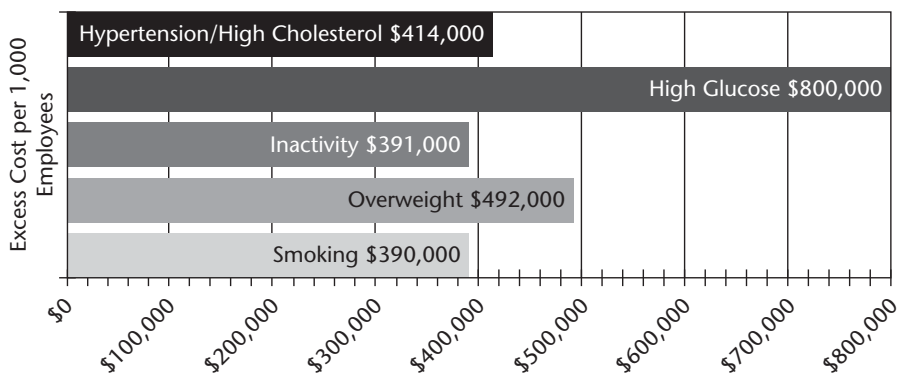 Excess Cost per 1,000
Employees
Hypertension/High Cholesterol $414,000
High Glucose $800,000
Inactivity $391,000
Overweight $492,000
Smoking $390,000
$0
$100,000
$200,000
$300,000
$400,000
$500,000
$600,000
$700,000
$800,000